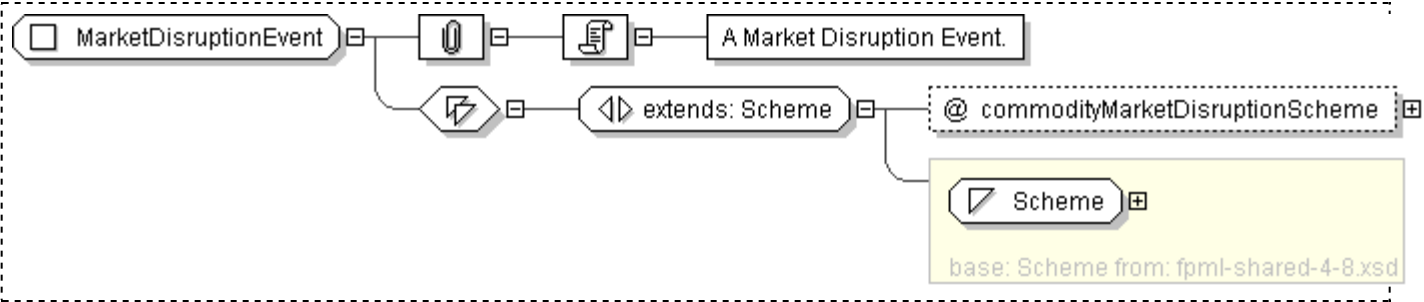 MarketDisruptionEvent
A Market Disruption Event.
extends: Scheme
@ commodityMarketDisruptionScheme
Scheme
base: Scheme from: fpml-shared-4-8.xsd